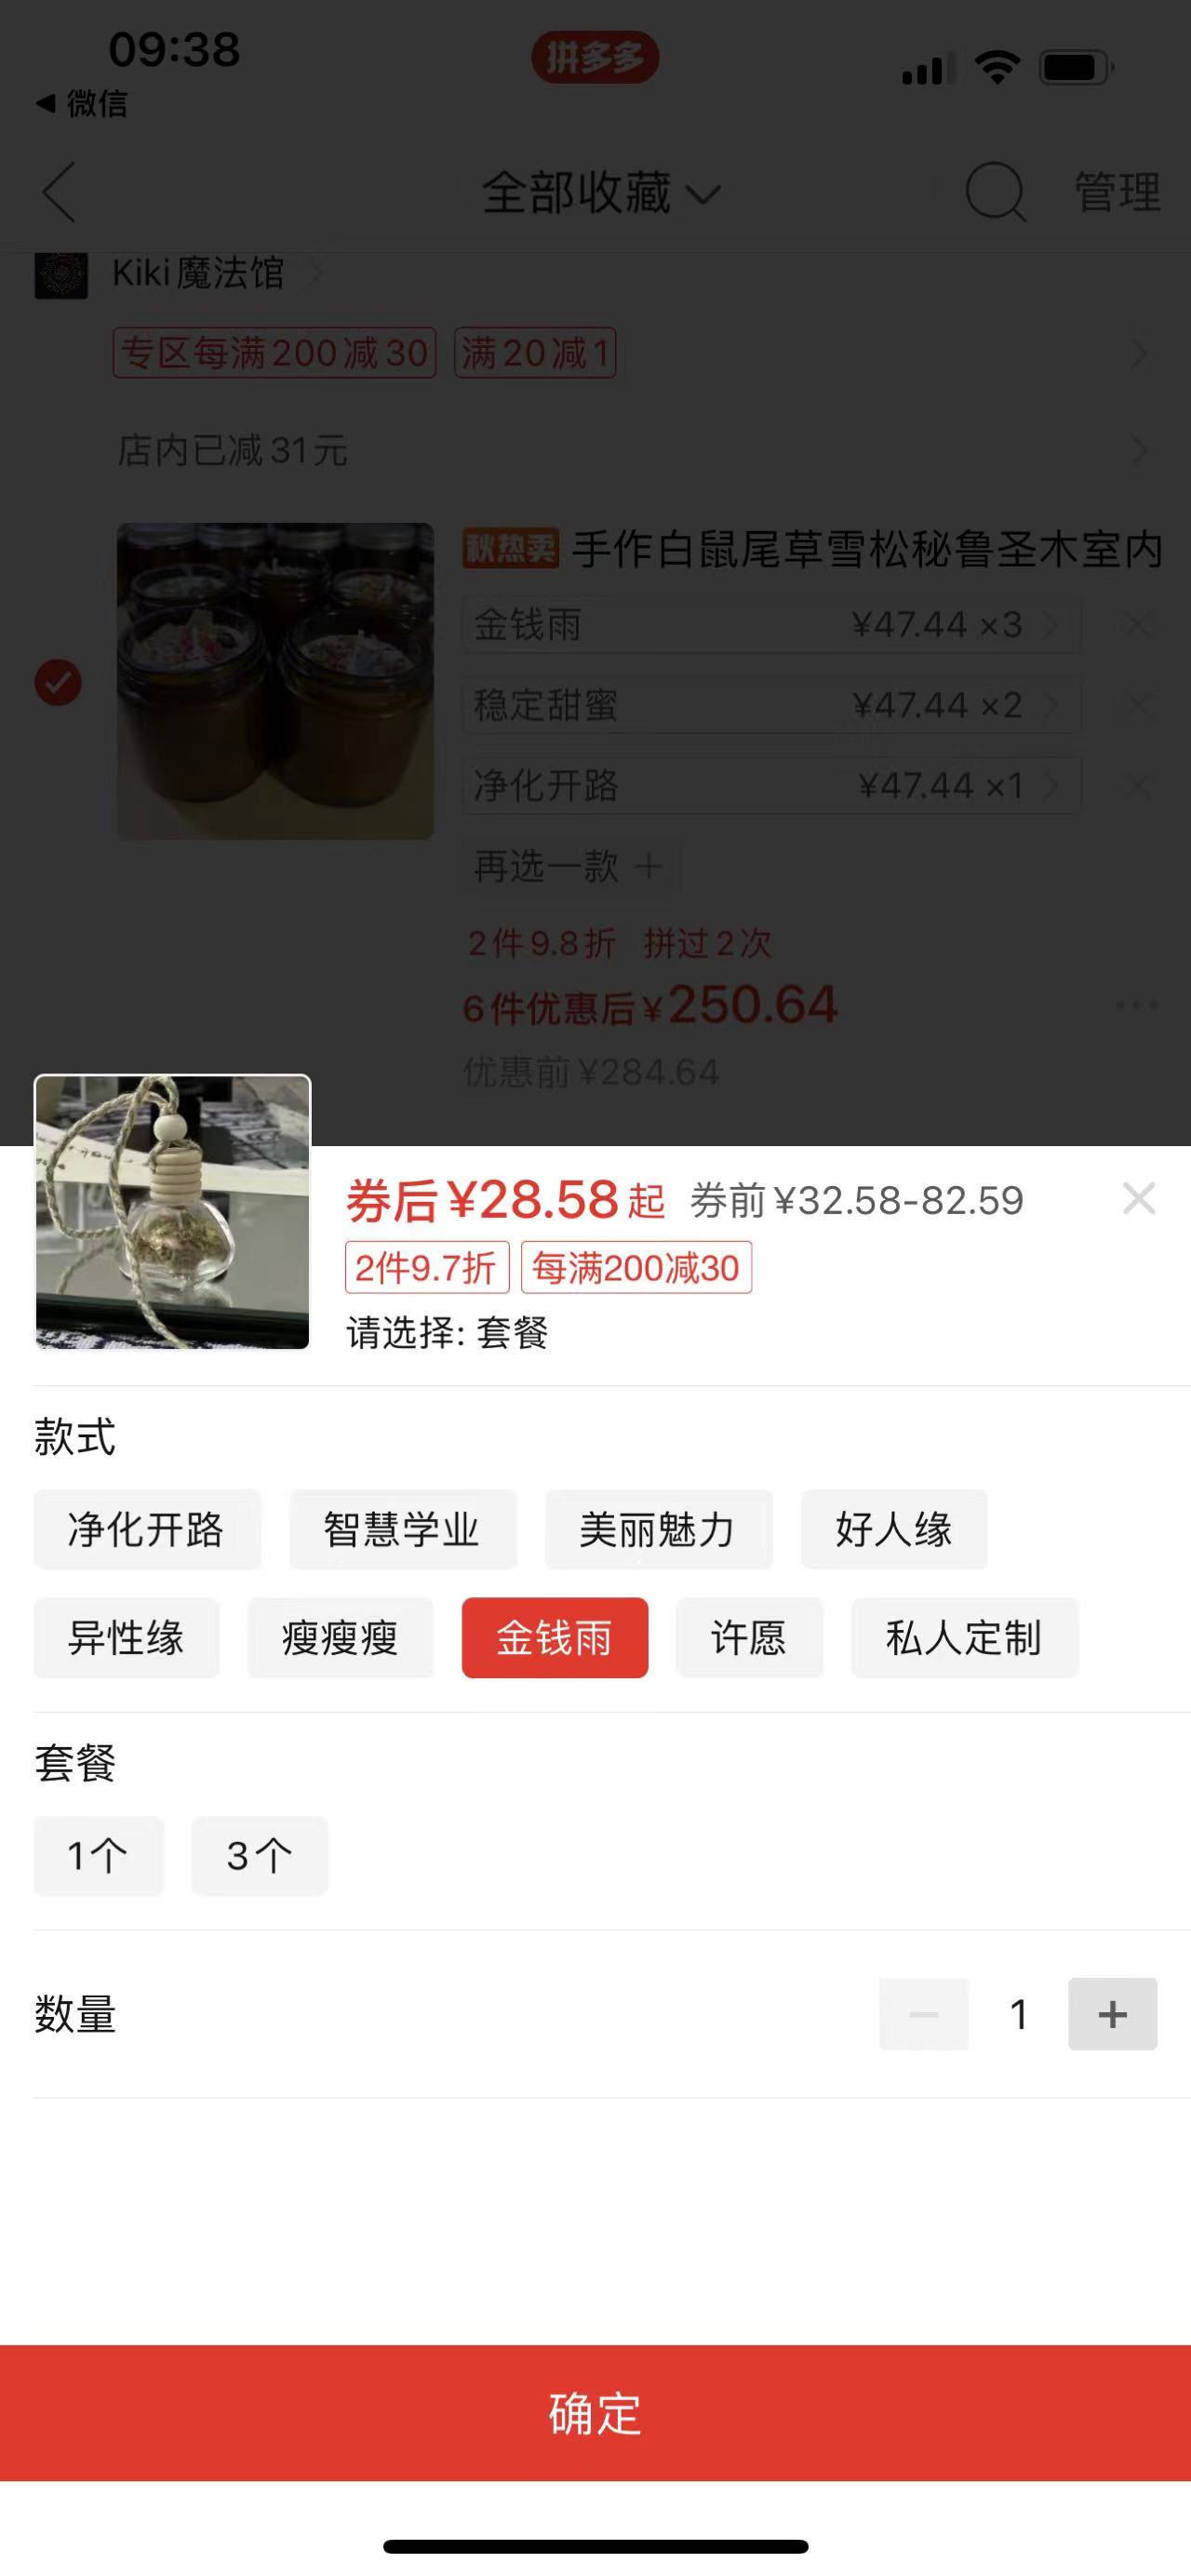 09:38
拼多多
微信
全部收藏
管理
Kiki魔法馆
专区每满200减30 满20减1
店内已减31元
秋热卖 手作白鼠尾草雪松秘鲁圣木室内
金钱雨 ¥47.44 ×3
稳定甜蜜 ¥47.44 ×2
净化开路 ¥47.44 ×1
再选一款 +
2件9.8折 拼过2次
6件优惠后¥250.64
优惠前¥284.64
券后¥28.58起 券前¥32.58-82.59
2件9.7折 每满200减30
请选择: 套餐
款式
净化开路 智慧学业 美丽魅力 好人缘
异性缘 瘦瘦瘦 金钱雨 许愿 私人定制
套餐
1个 3个
数量 − 1 +
确定